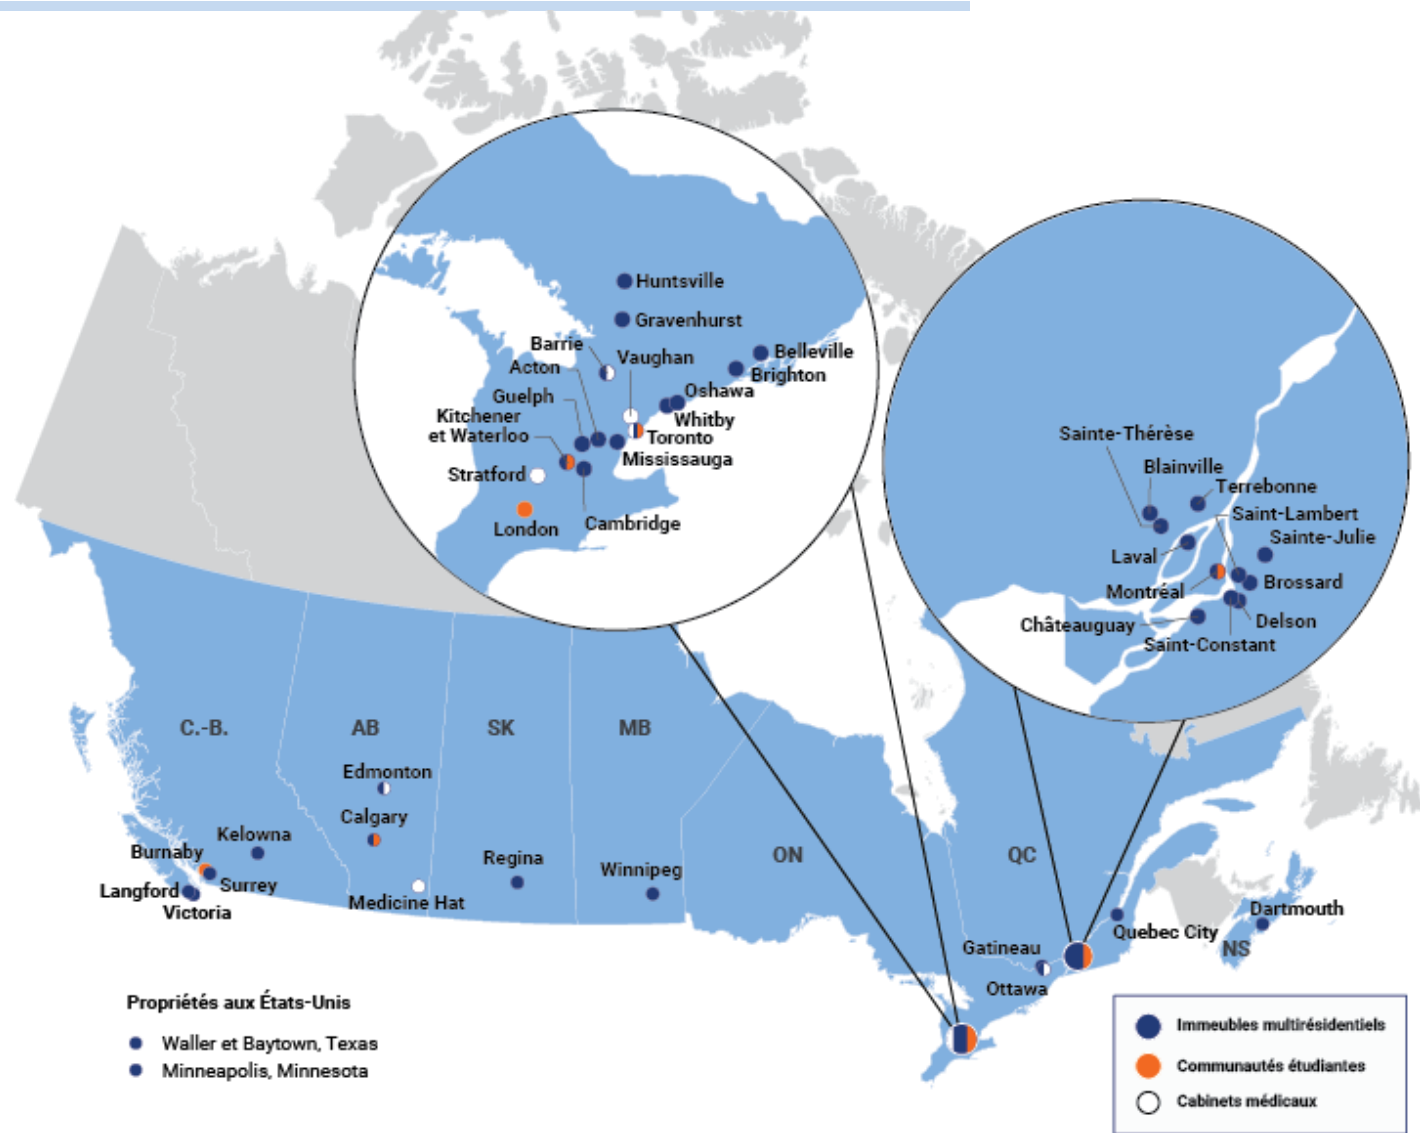 Huntsville
Gravenhurst
Barrie
Vaughan
Belleville
Acton
Brighton
Guelph
Oshawa
Kitchener
et Waterloo
Whitby
Toronto
Mississauga
Stratford
London
Cambridge
Sainte-Thérèse
Blainville
Terrebonne
Saint-Lambert
Sainte-Julie
Laval
Montréal
Brossard
Châteauguay
Delson
Saint-Constant
C.-B.
AB
SK
MB
Edmonton
Calgary
Kelowna
Burnaby
Surrey
Langford
Victoria
Medicine Hat
Regina
Winnipeg
ON
QC
Dartmouth
Quebec City
NS
Gatineau
Ottawa
Propriétés aux États-Unis
Waller et Baytown, Texas
Minneapolis, Minnesota
Immeubles multirésidentiels
Communautés étudiantes
Cabinets médicaux